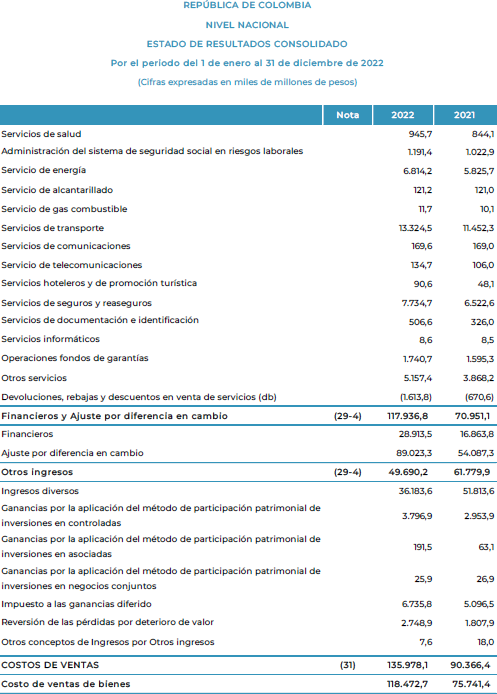 REPÚBLICA DE COLOMBIA
NIVEL NACIONAL
ESTADO DE RESULTADOS CONSOLIDADO
Por el periodo del 1 de enero al 31 de diciembre de 2022
(Cifras expresadas en miles de millones de pesos)
Nota 2022 2021
Servicios de salud 945,7 844,1
Administración del sistema de seguridad social en riesgos laborales 1.191,4 1.022,9
Servicio de energía 6.814,2 5.825,7
Servicio de alcantarillado 121,2 121,0
Servicio de gas combustible 11,7 10,1
Servicios de transporte 13.324,5 11.452,3
Servicios de comunicaciones 169,6 169,0
Servicio de telecomunicaciones 134,7 106,0
Servicios hoteleros y de promoción turística 90,6 48,1
Servicios de seguros y reaseguros 7.734,7 6.522,6
Servicios de documentación e identificación 506,6 326,0
Servicios informáticos 8,6 8,5
Operaciones fondos de garantías 1.740,7 1.595,3
Otros servicios 5.157,4 3.868,2
Devoluciones, rebajas y descuentos en venta de servicios (db) (1.613,8) (670,6)
Financieros y Ajuste por diferencia en cambio (29-4) 117.936,8 70.951,1
Financieros 28.913,5 16.863,8
Ajuste por diferencia en cambio 89.023,3 54.087,3
Otros ingresos (29-4) 49.690,2 61.779,9
Ingresos diversos 36.183,6 51.813,6
Ganancias por la aplicación del método de participación patrimonial de
inversiones en controladas 3.796,9 2.953,9
Ganancias por la aplicación del método de participación patrimonial de
inversiones en asociadas 191,5 63,1
Ganancias por la aplicación del método de participación patrimonial de
inversiones en negocios conjuntos 25,9 26,9
Impuesto a las ganancias diferido 6.735,8 5.096,5
Reversión de las pérdidas por deterioro de valor 2.748,9 1.807,9
Otros conceptos de Ingresos por Otros ingresos 7,6 18,0
COSTOS DE VENTAS (31) 135.978,1 90.366,4
Costo de ventas de bienes 118.472,7 75.741,4